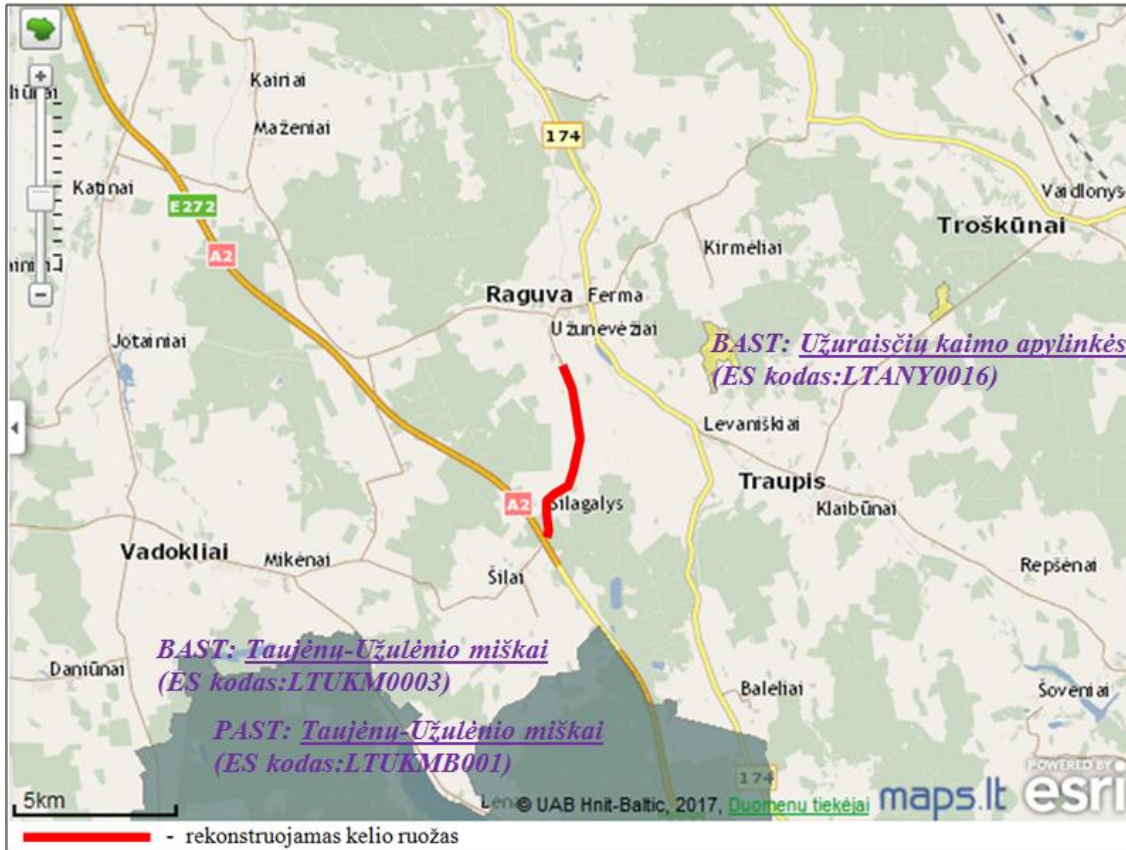 Kairiai
Maženiai
174
Katinai
E272
A2
Vaidlonys
Troškūnai
Kirmėliai
Raguva
Ferma
Užunevėžiai
Jotainiai
BAST: Užuraisčių kaimo apylinkės
(ES kodas:LTANY0016)
Levaniškiai
Traupis
Klaibūnai
A2
Šilagalys
Vadokliai
Mikėnai
Šilai
Repšėnai
BAST: Taujėnų-Užulėnio miškai
(ES kodas:LTUKM0003)
Daniūnai
Baleliai
Šoveniai
PAST: Taujėnų-Užulėnio miškai
(ES kodas:LTUKMB001)
174
5km
© UAB Hnit-Baltic, 2017, Duomenu tiekėjai
maps.lt
POWERED BY
esri
- rekonstruojamas kelio ruožas